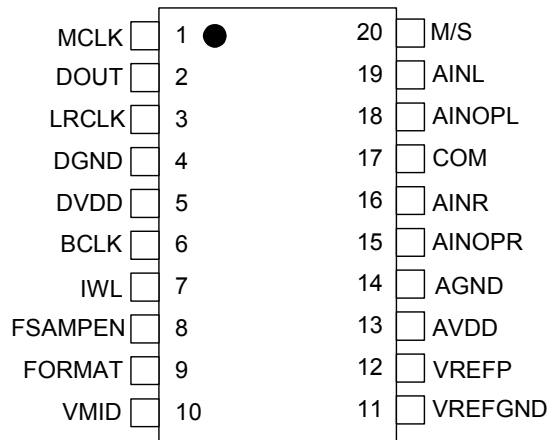 MCLK 1 20 M/S
DOUT 2 19 AINL
LRCLK 3 18 AINOPL
DGND 4 17 COM
DVDD 5 16 AINR
BCLK 6 15 AINOPR
IWL 7 14 AGND
FSAMPEN 8 13 AVDD
FORMAT 9 12 VREFP
VMID 10 11 VREFGND